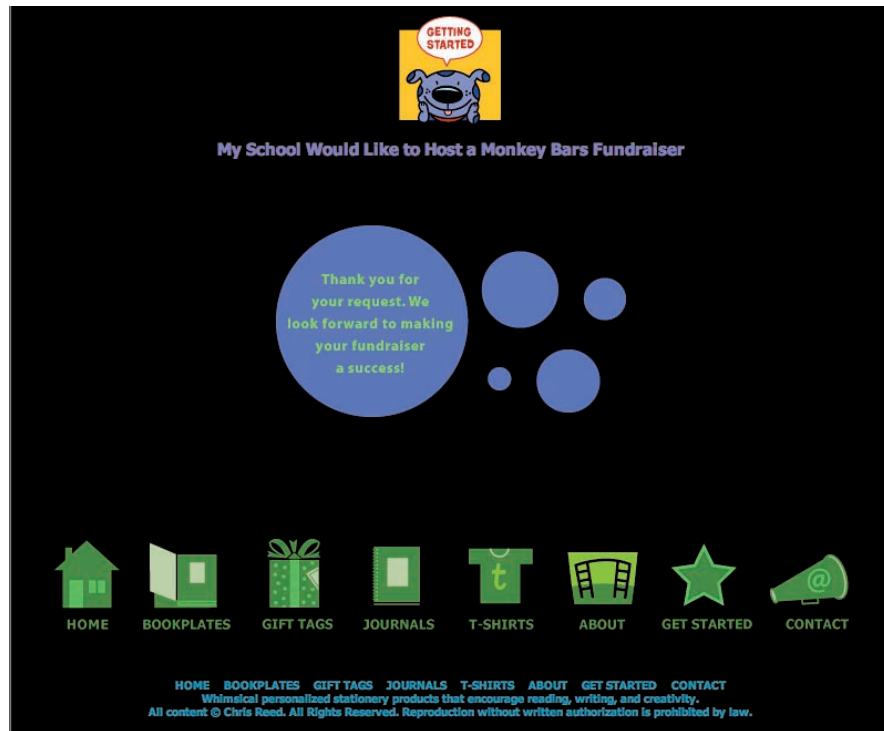 GETTING
STARTED
My School Would Like to Host a Monkey Bars Fundraiser
Thank you for
your request. We
look forward to making
your fundraiser
a success!
t
@
HOME BOOKPLATES GIFT TAGS JOURNALS T-SHIRTS ABOUT GET STARTED CONTACT
HOME BOOKPLATES GIFT TAGS JOURNALS T-SHIRTS ABOUT GET STARTED CONTACT
Whimsical personalized stationery products that encourage reading, writing, and creativity.
All content © Chris Reed. All Rights Reserved. Reproduction without written authorization is prohibited by law.